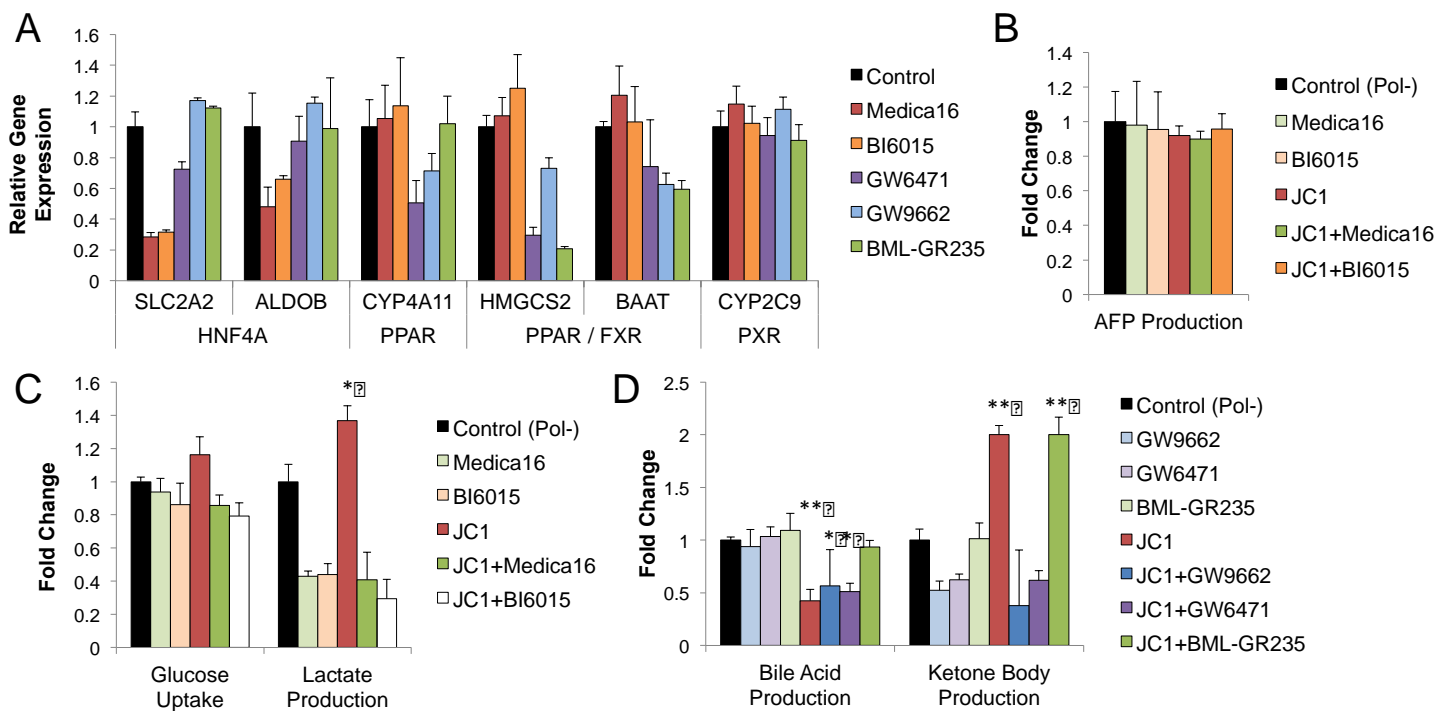 A
Relative Gene
Expression
1.6
1.4
1.2
1
0.8
0.6
0.4
0.2
0
SLC2A2
ALDOB
CYP4A11
HMGCS2
BAAT
CYP2C9
HNF4A
PPAR
PPAR / FXR
PXR
Control
Medica16
BI6015
GW6471
GW9662
BML-GR235
B
Fold Change
1.4
1.2
1
0.8
0.6
0.4
0.2
0
AFP Production
Control (Pol-)
Medica16
BI6015
JC1
JC1+Medica16
JC1+BI6015
C
Fold Change
1.6
1.4
1.2
1
0.8
0.6
0.4
0.2
0
*⍰
Glucose
Uptake
Lactate
Production
Control (Pol-)
Medica16
BI6015
JC1
JC1+Medica16
JC1+BI6015
D
Fold Change
2.5
2
1.5
1
0.5
0
**⍰
*⍰*⍰
**⍰
**⍰
Bile Acid
Production
Ketone Body
Production
Control (Pol-)
GW9662
GW6471
BML-GR235
JC1
JC1+GW9662
JC1+GW6471
JC1+BML-GR235